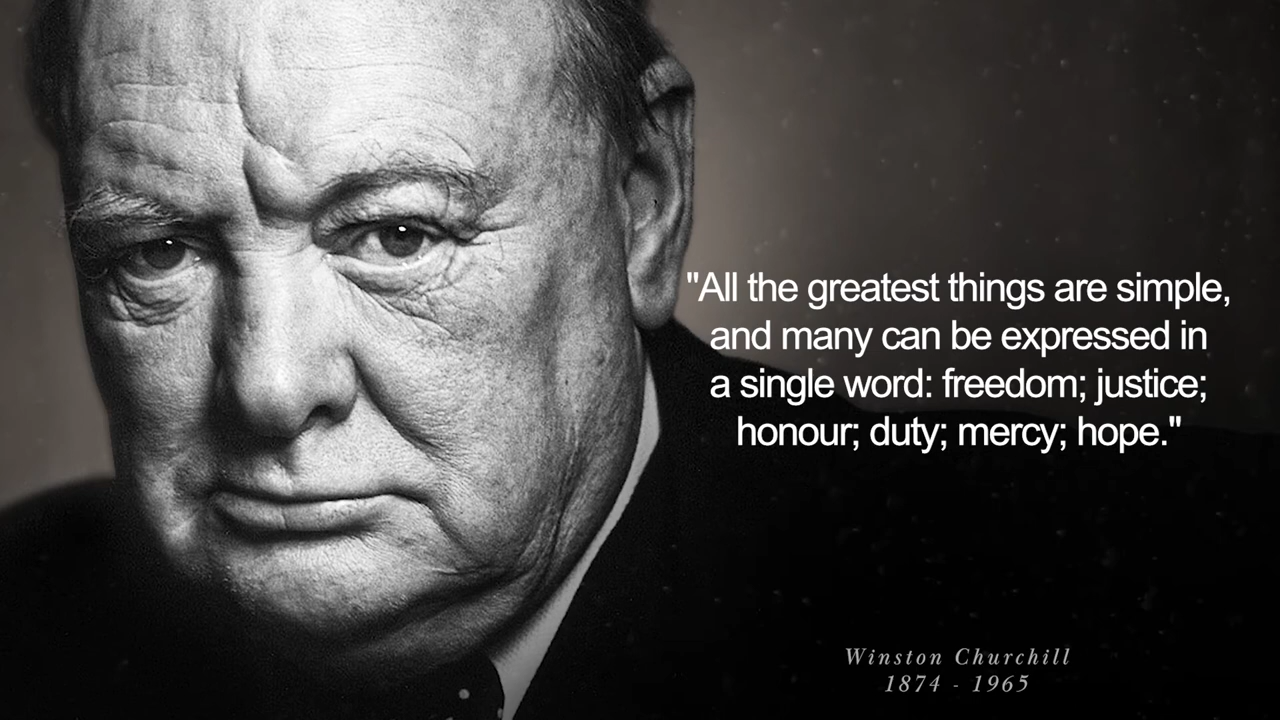 "All the greatest things are simple,
and many can be expressed in
a single word: freedom; justice;
honour; duty; mercy; hope."
Winston Churchill
1874 - 1965